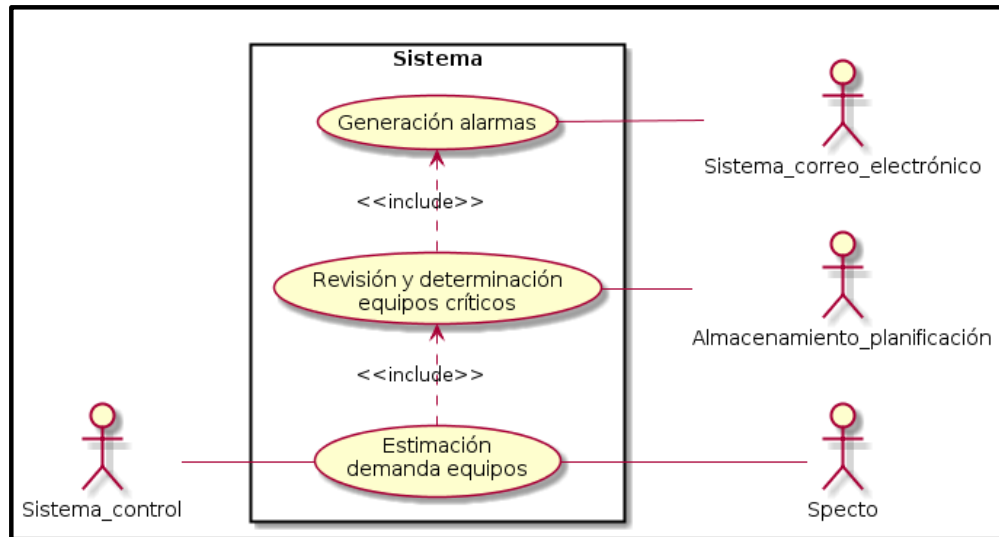 Sistema
Generación alarmas
Sistema_correo_electrónico
<<include>>
Revisión y determinación
equipos críticos
Almacenamiento_planificación
<<include>>
Estimación
demanda equipos
Sistema_control
Specto